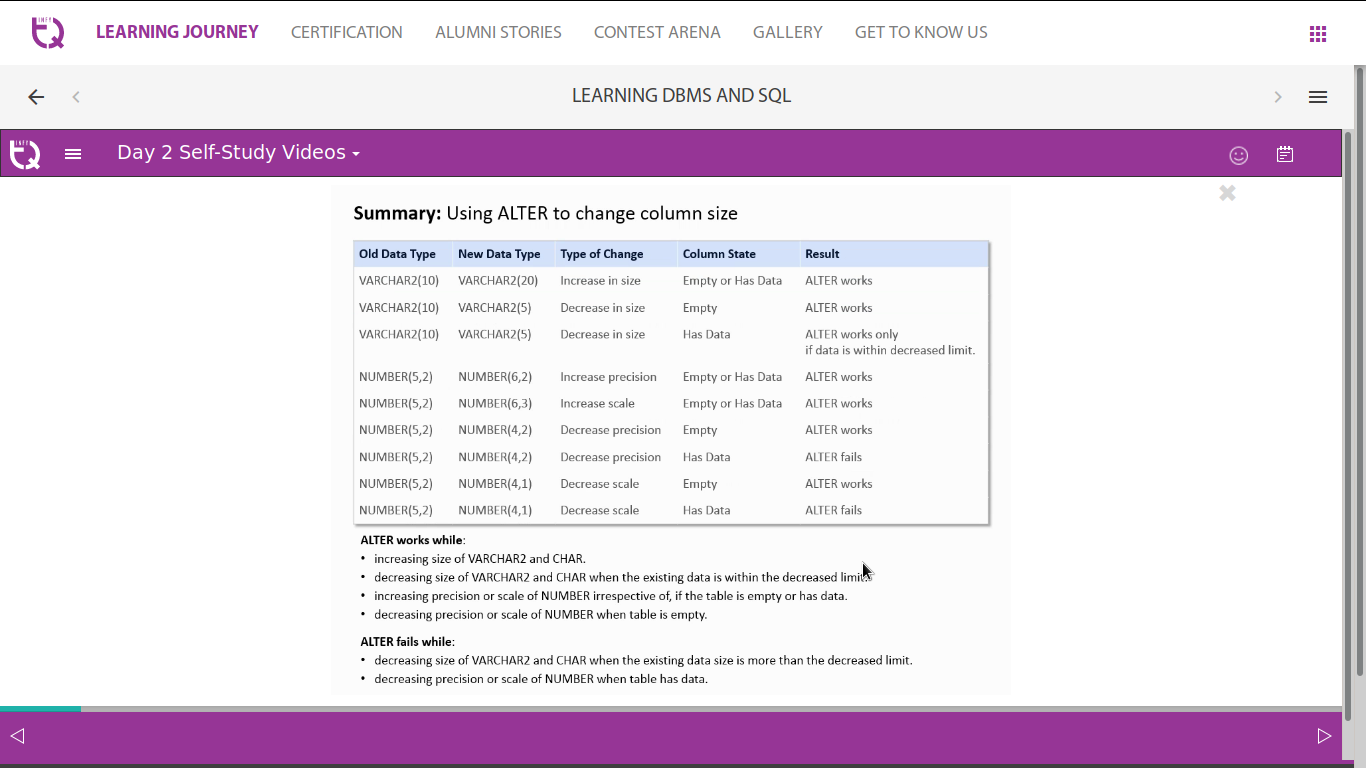 INFY
TQ
LEARNING JOURNEY CERTIFICATION ALUMNI STORIES CONTEST ARENA GALLERY GET TO KNOW US
LEARNING DBMS AND SQL
INFY
TQ
Day 2 Self-Study Videos
Summary: Using ALTER to change column size
Old Data Type New Data Type Type of Change Column State Result
VARCHAR2(10) VARCHAR2(20) Increase in size Empty or Has Data ALTER works
VARCHAR2(10) VARCHAR2(5) Decrease in size Empty ALTER works
VARCHAR2(10) VARCHAR2(5) Decrease in size Has Data ALTER works only
if data is within decreased limit.
NUMBER(5,2) NUMBER(6,2) Increase precision Empty or Has Data ALTER works
NUMBER(5,2) NUMBER(6,3) Increase scale Empty or Has Data ALTER works
NUMBER(5,2) NUMBER(4,2) Decrease precision Empty ALTER works
NUMBER(5,2) NUMBER(4,2) Decrease precision Has Data ALTER fails
NUMBER(5,2) NUMBER(4,1) Decrease scale Empty ALTER works
NUMBER(5,2) NUMBER(4,1) Decrease scale Has Data ALTER fails
ALTER works while:
• increasing size of VARCHAR2 and CHAR.
• decreasing size of VARCHAR2 and CHAR when the existing data is within the decreased limit.
• increasing precision or scale of NUMBER irrespective of, if the table is empty or has data.
• decreasing precision or scale of NUMBER when table is empty.
ALTER fails while:
• decreasing size of VARCHAR2 and CHAR when the existing data size is more than the decreased limit.
• decreasing precision or scale of NUMBER when table has data.